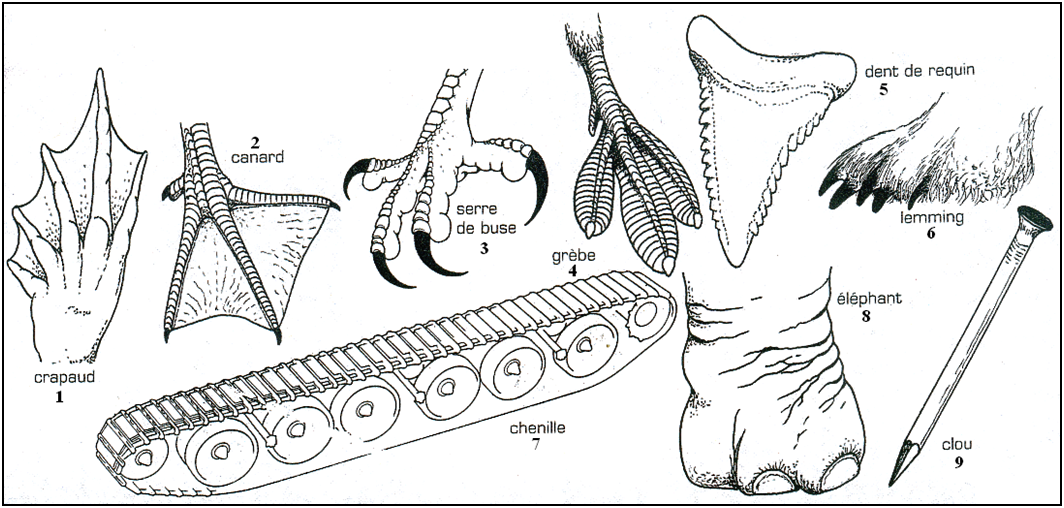 crapaud
1
2
canard
serre
de buse
3
grèbe
4
dent de requin
5
lemming
6
chenille
7
éléphant
8
clou
9